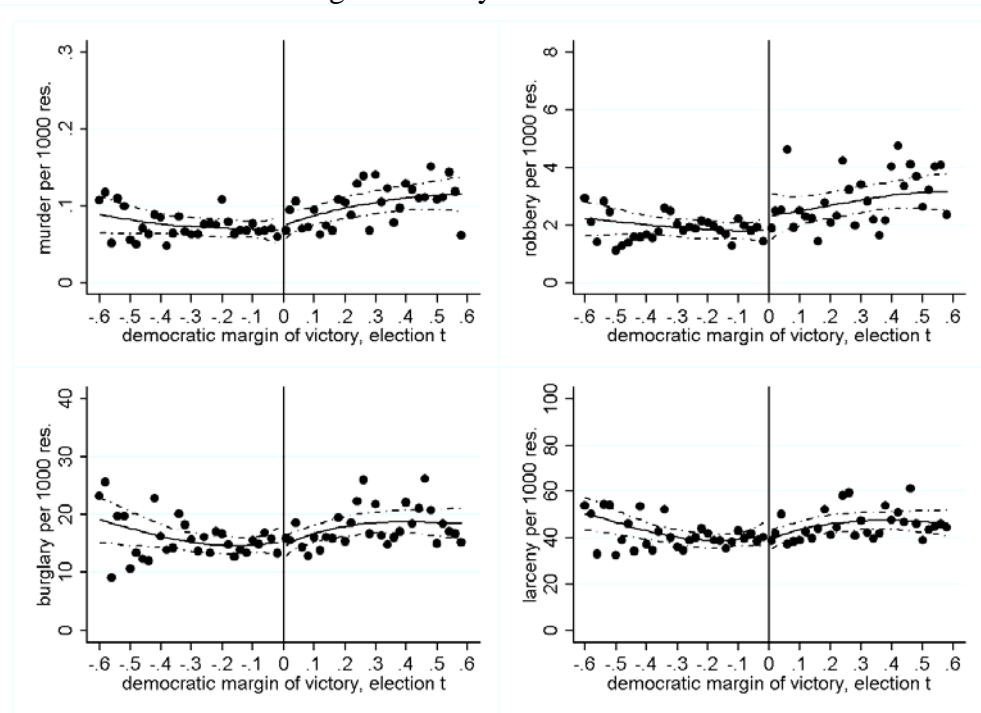 murder per 1000 res.
.3
.2
.1
0
-.6 -.5 -.4 -.3 -.2 -.1 0 .1 .2 .3 .4 .5 .6
democratic margin of victory, election t
robbery per 1000 res.
8
6
4
2
0
-.6 -.5 -.4 -.3 -.2 -.1 0 .1 .2 .3 .4 .5 .6
democratic margin of victory, election t
burglary per 1000 res.
40
30
20
10
0
-.6 -.5 -.4 -.3 -.2 -.1 0 .1 .2 .3 .4 .5 .6
democratic margin of victory, election t
larceny per 1000 res.
100
80
60
40
20
0
-.6 -.5 -.4 -.3 -.2 -.1 0 .1 .2 .3 .4 .5 .6
democratic margin of victory, election t